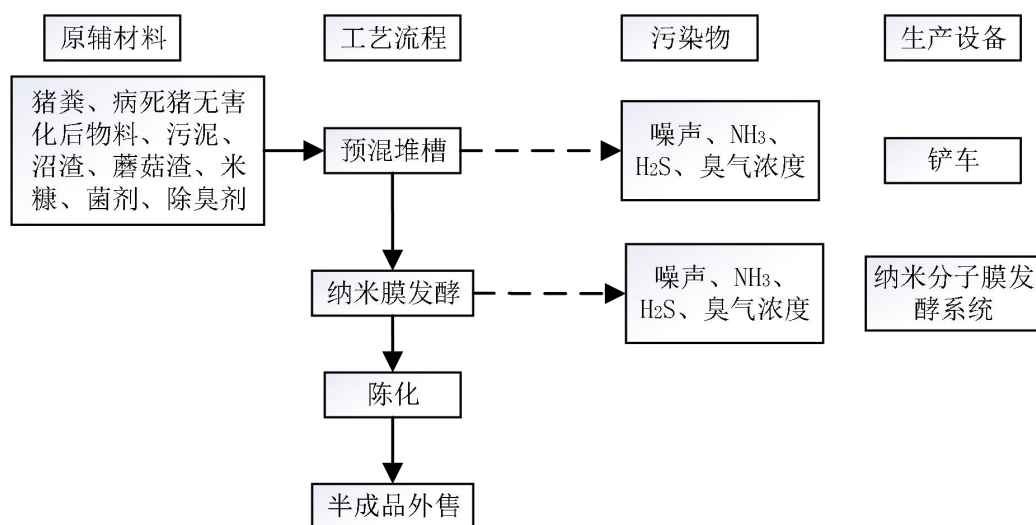 原辅材料
工艺流程
污染物
生产设备
猪粪、病死猪无害
化后物料、污泥、
沼渣、蘑菇渣、米
糠、菌剂、除臭剂
预混堆槽
噪声、NH₃、
H₂S、臭气浓度
铲车
纳米膜发酵
噪声、NH₃、
H₂S、臭气浓度
纳米分子膜发
酵系统
陈化
半成品外售